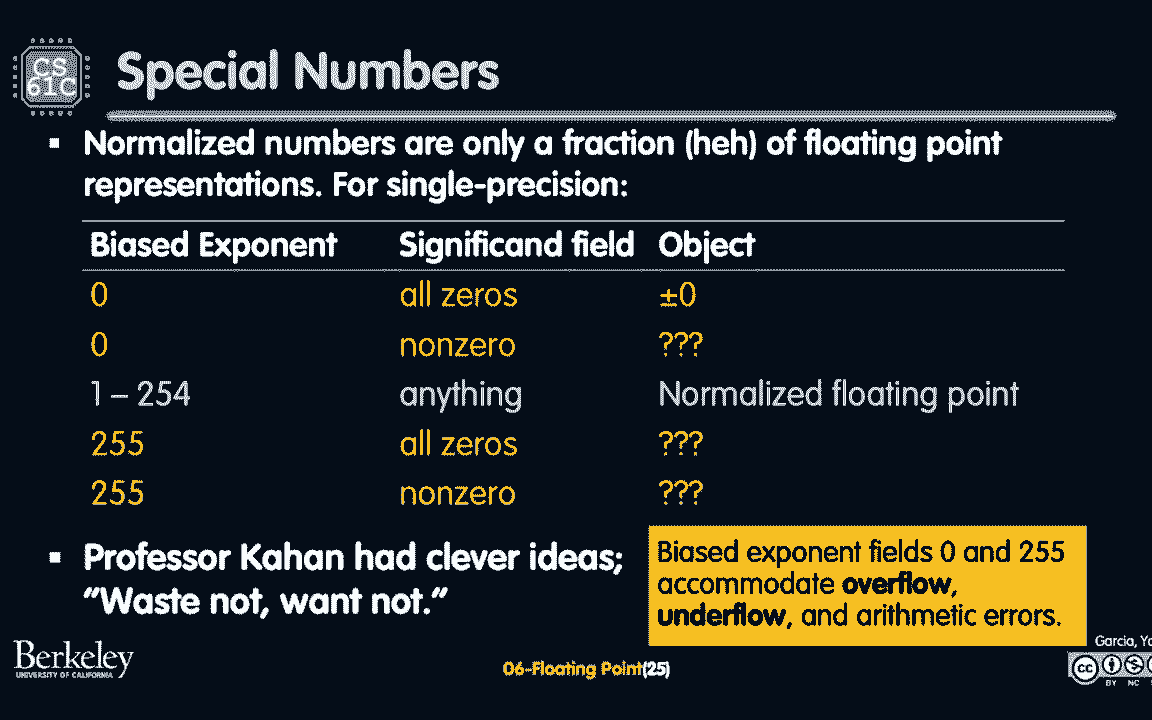 CS
61C
Special Numbers
▪ Normalized numbers are only a fraction (heh) of floating point
representations. For single-precision:
Biased Exponent Significand field Object
0 all zeros ±0
0 nonzero ???
1 – 254 anything Normalized floating point
255 all zeros ???
255 nonzero ???
▪ Professor Kahan had clever ideas;
"Waste not, want not."
Biased exponent fields 0 and 255
accommodate overflow,
underflow, and arithmetic errors.
Berkeley
UNIVERSITY OF CALIFORNIA
06-Floating Point(25)
Garcia,
cc
BY NC